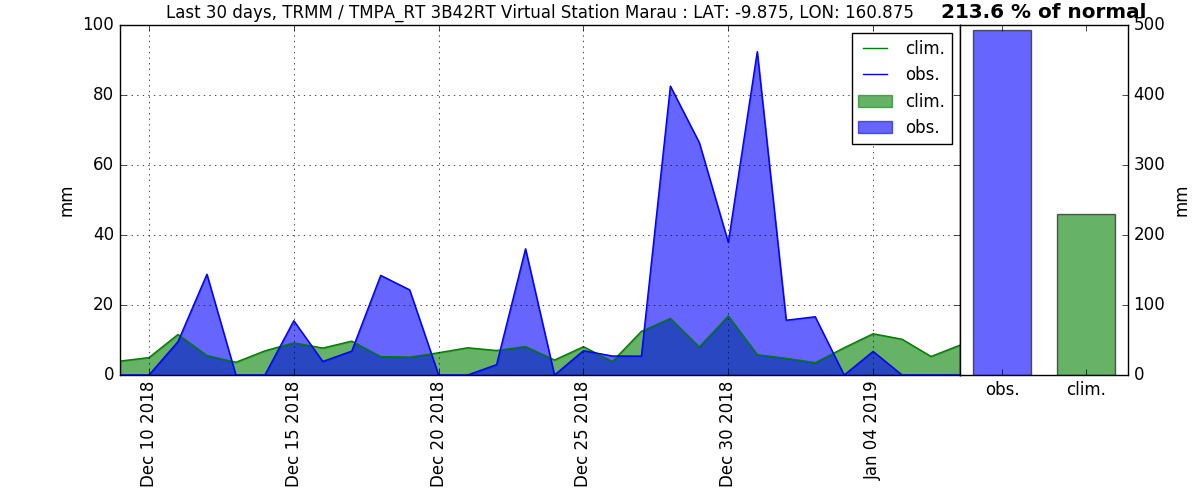 Last 30 days, TRMM / TMPA_RT 3B42RT Virtual Station Marau : LAT: -9.875, LON: 160.875
213.6 % of normal
100
80
60
40
20
0
mm
clim.
obs.
clim.
obs.
Dec 10 2018
Dec 15 2018
Dec 20 2018
Dec 25 2018
Dec 30 2018
Jan 04 2019
500
400
300
200
100
0
mm
obs.
clim.